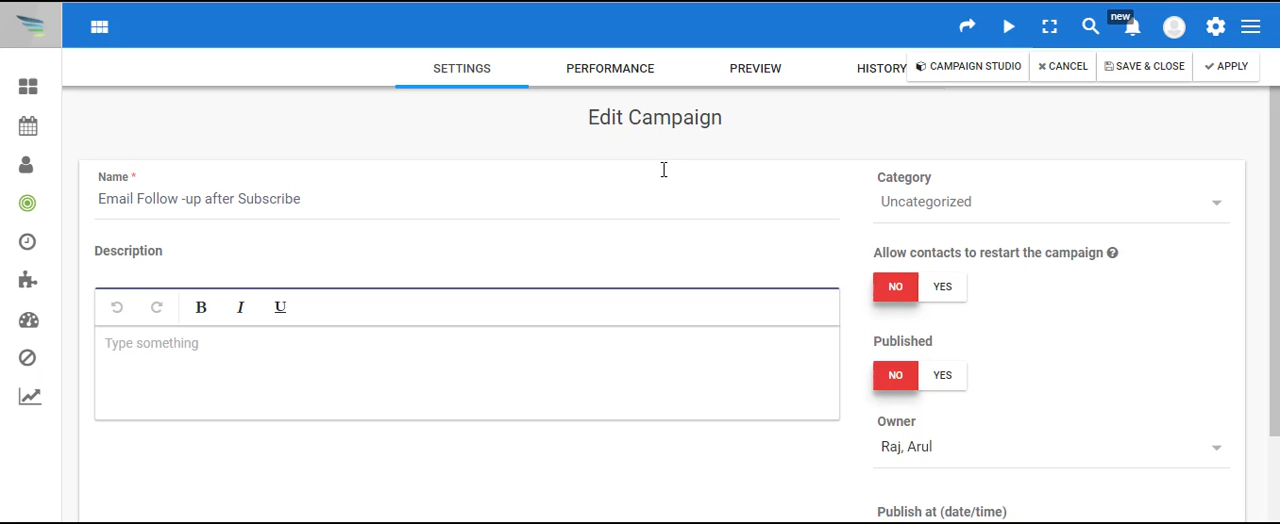 new
SETTINGS
PERFORMANCE
PREVIEW
HISTORY
CAMPAIGN STUDIO
CANCEL
SAVE & CLOSE
APPLY
Edit Campaign
Name *
Email Follow -up after Subscribe
Description
B I U
Type something
Category
Uncategorized
Allow contacts to restart the campaign
NO YES
Published
NO YES
Owner
Raj, Arul
Publish at (date/time)